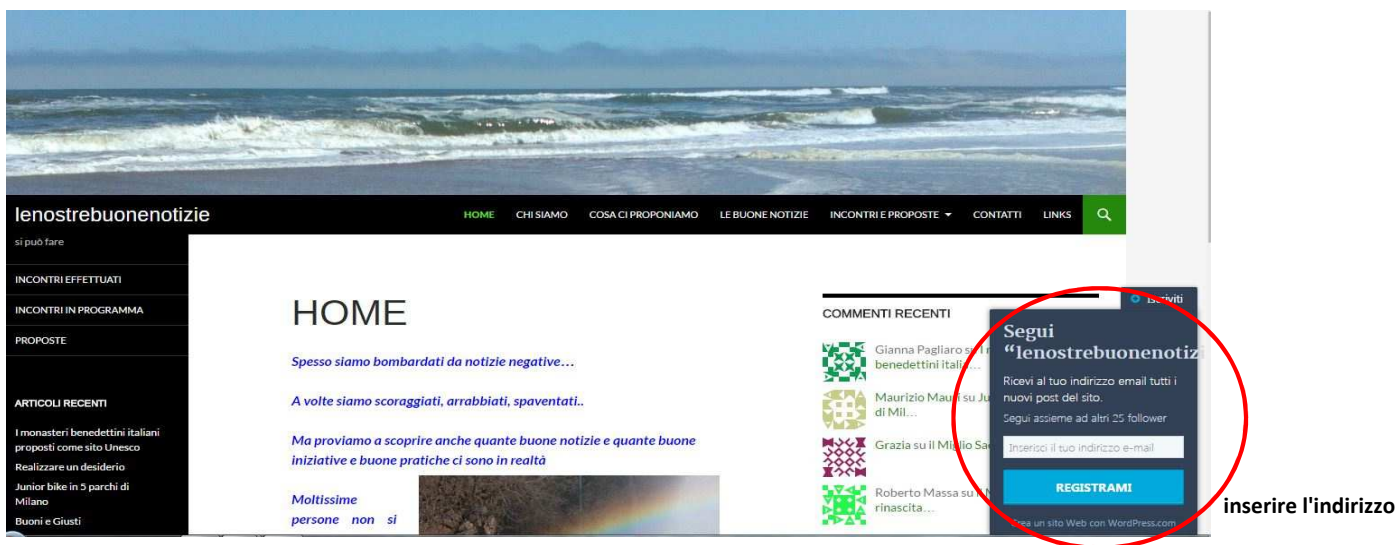 lenostrebuonenotizie
HOME CHI SIAMO COSA CI PROPONIAMO LE BUONE NOTIZIE INCONTRI E PROPOSTE CONTATTI LINKS
si può fare
INCONTRI EFFETTUATI
INCONTRI IN PROGRAMMA
PROPOSTE
ARTICOLI RECENTI
I monasteri benedettini italiani
proposti come sito Unesco
Realizzare un desiderio
Junior bike in 5 parchi di
Milano
Buoni e Giusti
HOME
Spesso siamo bombardati da notizie negative…
A volte siamo scoraggiati, arrabbiati, spaventati..
Ma proviamo a scoprire anche quante buone notizie e quante buone
iniziative e buone pratiche ci sono in realtà
Moltissime
persone non si
COMMENTI RECENTI
Gianna Pagliaro su I
benedettini itali…
Maurizio Mauri su Ju
di Mil…
Grazia su il Miglio Sa
Roberto Massa su il
rinascita…
Iscriviti
Segui
“lenostrebuonenotizi
Ricevi al tuo indirizzo email tutti i
nuovi post del sito.
Segui assieme ad altri 25 follower
Inserisci il tuo indirizzo e-mail
REGISTRAMI
Crea un sito Web con WordPress.com
inserire l'indirizzo